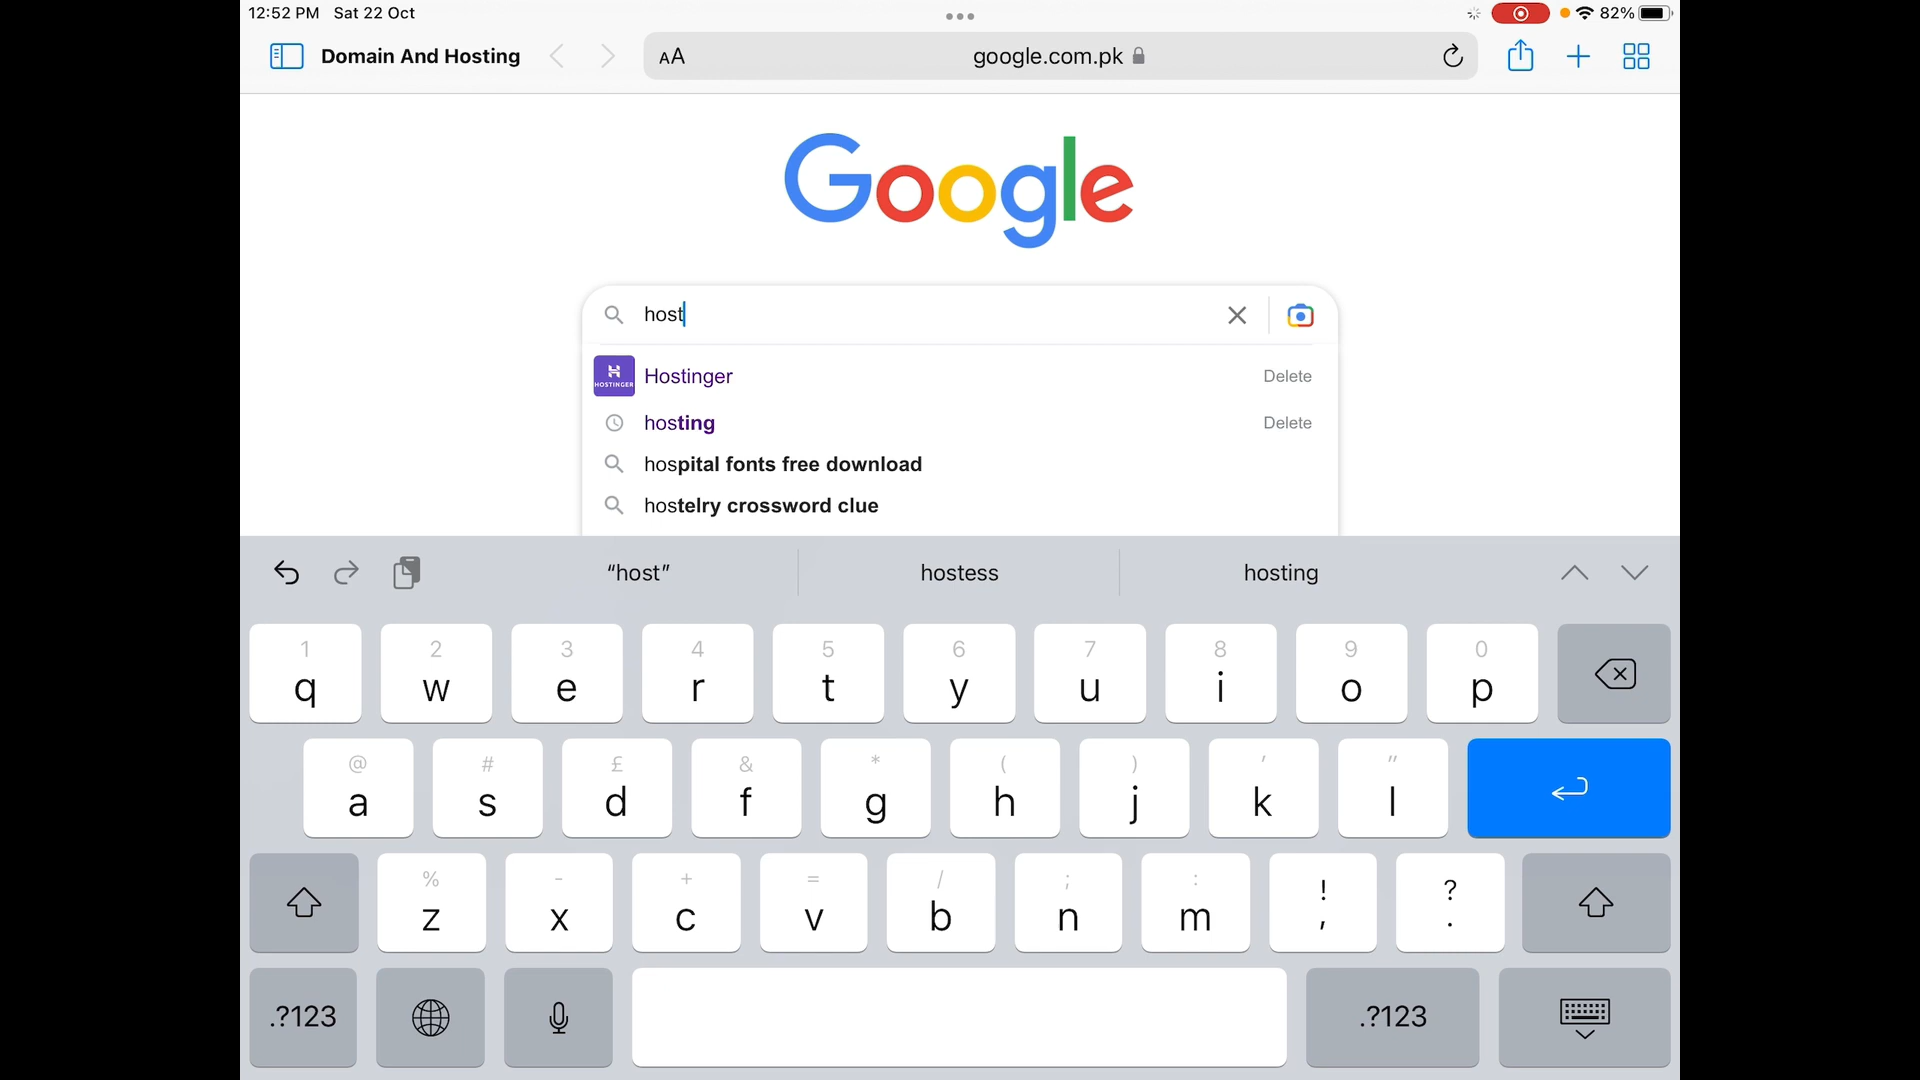 12:52 PM Sat 22 Oct
82%
Domain And Hosting
AA
google.com.pk
Google
host
HOSTINGER
Hostinger
Delete
hosting
Delete
hospital fonts free download
hostelry crossword clue
“host”
hostess
hosting
1 2 3 4 5 6 7 8 9 0
q w e r t y u i o p
@ # £ & * ( ) ' "
a s d f g h j k l
% - + = / ; : ! ?
z x c v b n m , .
.?123
.?123